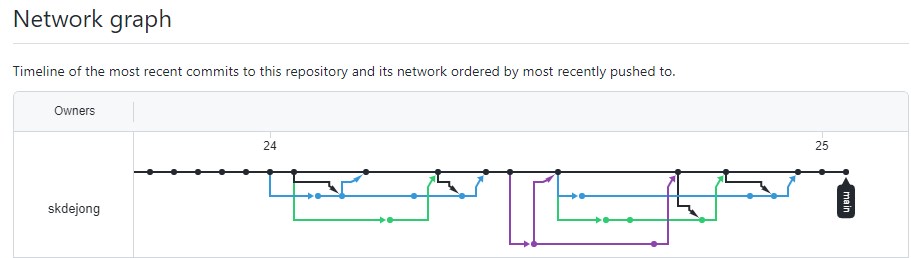 Network graph
Timeline of the most recent commits to this repository and its network ordered by most recently pushed to.
Owners
24
25
skdejong
main